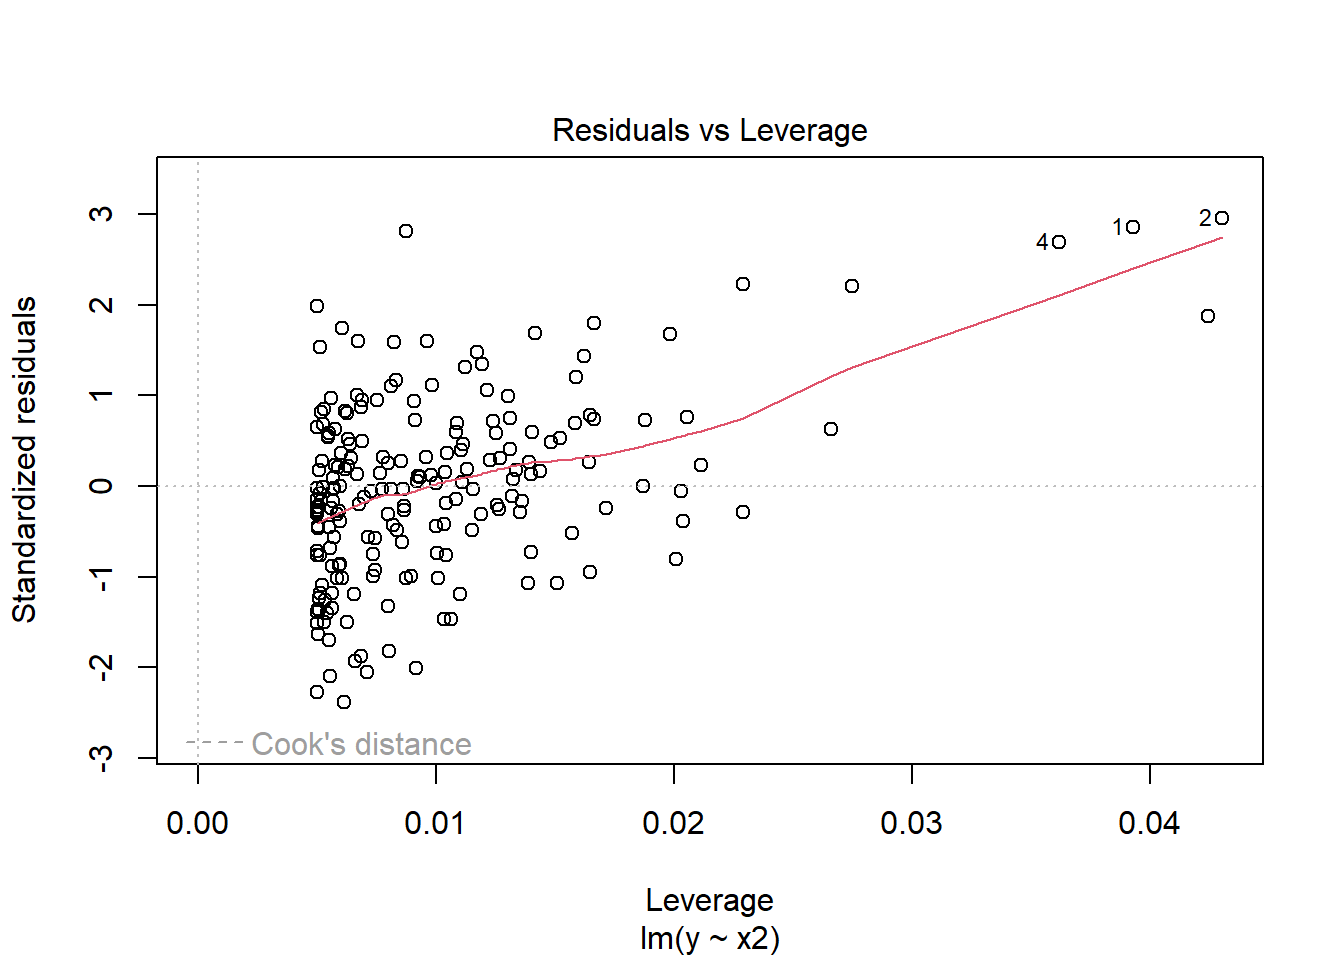 Residuals vs Leverage
Standardized residuals
3
2
1
0
-1
-2
-3
4
1
2
Cook's distance
0.00 0.01 0.02 0.03 0.04
Leverage
lm(y ~ x2)